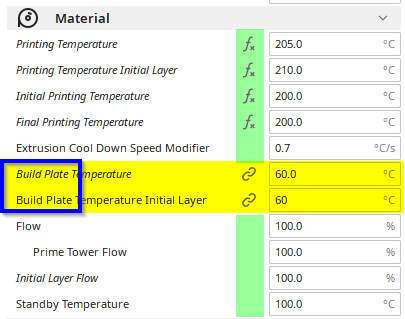 Material
Printing Temperature 205.0 °C
Printing Temperature Initial Layer 210.0 °C
Initial Printing Temperature 200.0 °C
Final Printing Temperature 200.0 °C
Extrusion Cool Down Speed Modifier 0.7 °C/s
Build Plate Temperature 60.0 °C
Build Plate Temperature Initial Layer 60 °C
Flow 100.0 %
Prime Tower Flow 100.0 %
Initial Layer Flow 100.0 %
Standby Temperature 100.0 °C